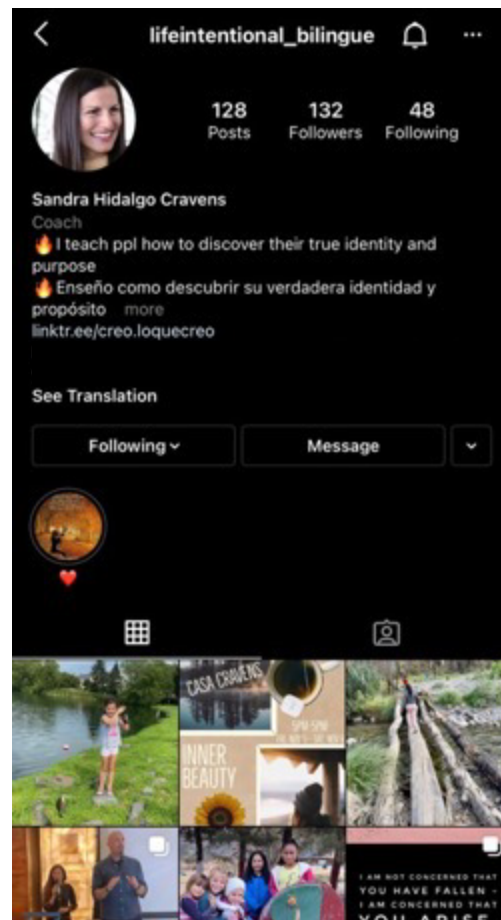 lifeintentional_bilingue
128 132 48
Posts Followers Following
Sandra Hidalgo Cravens
Coach
🔥I teach ppl how to discover their true identity and
purpose
🔥Enseño como descubrir su verdadera identidad y
propósito more
linktr.ee/creo.loquecreo
See Translation
Following
Message
CASA CRAVENS
5PM-5PM
INNER
BEAUTY
I AM NOT CONCERNED THAT
YOU HAVE FALLEN
I AM CONCERNED THAT